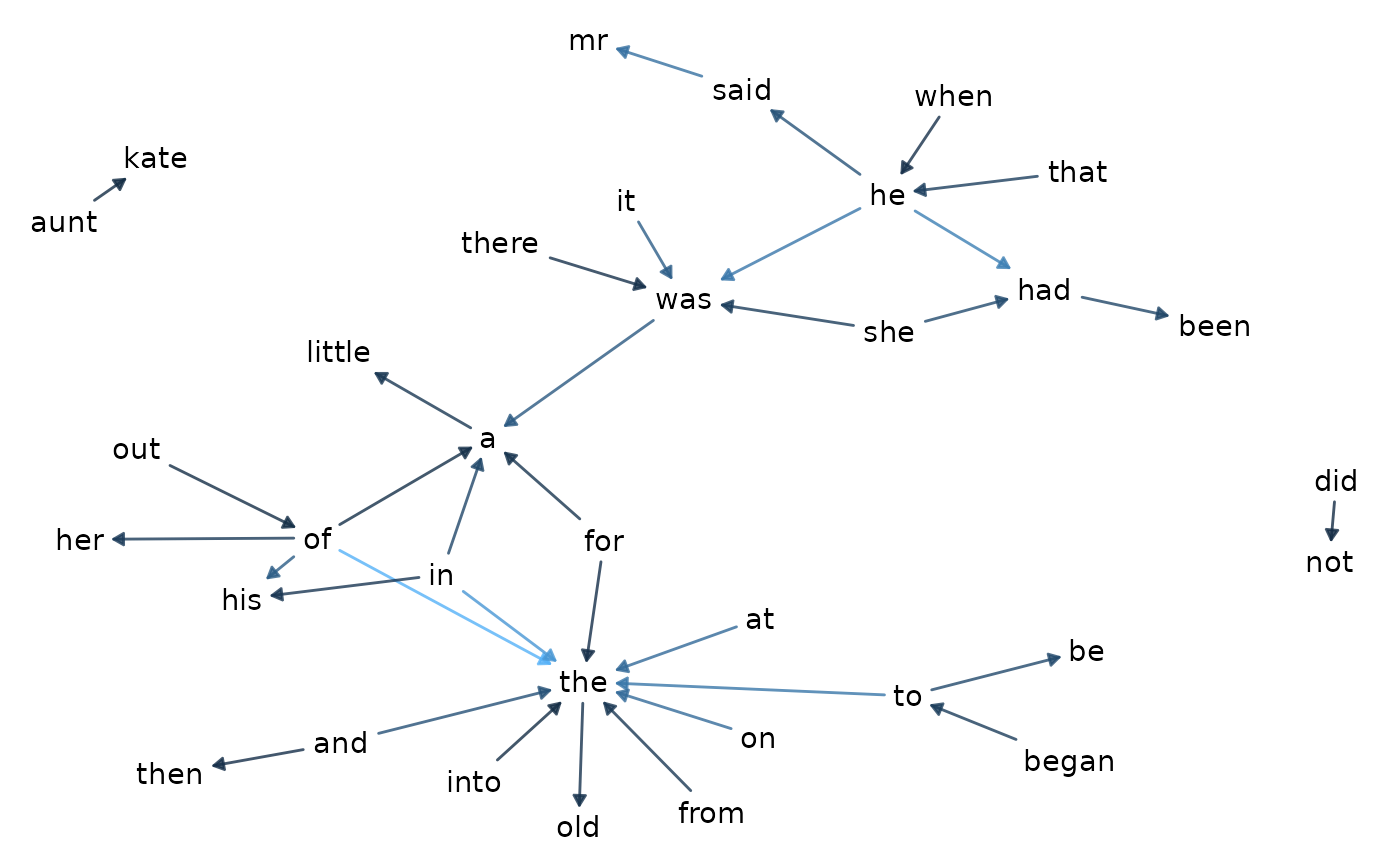 mr
said
when
kate
that
he
it
aunt
there
had
was
been
she
little
a
out
did
her
of
for
not
in
his
at
be
the
to
and
on
began
then
into
from
old